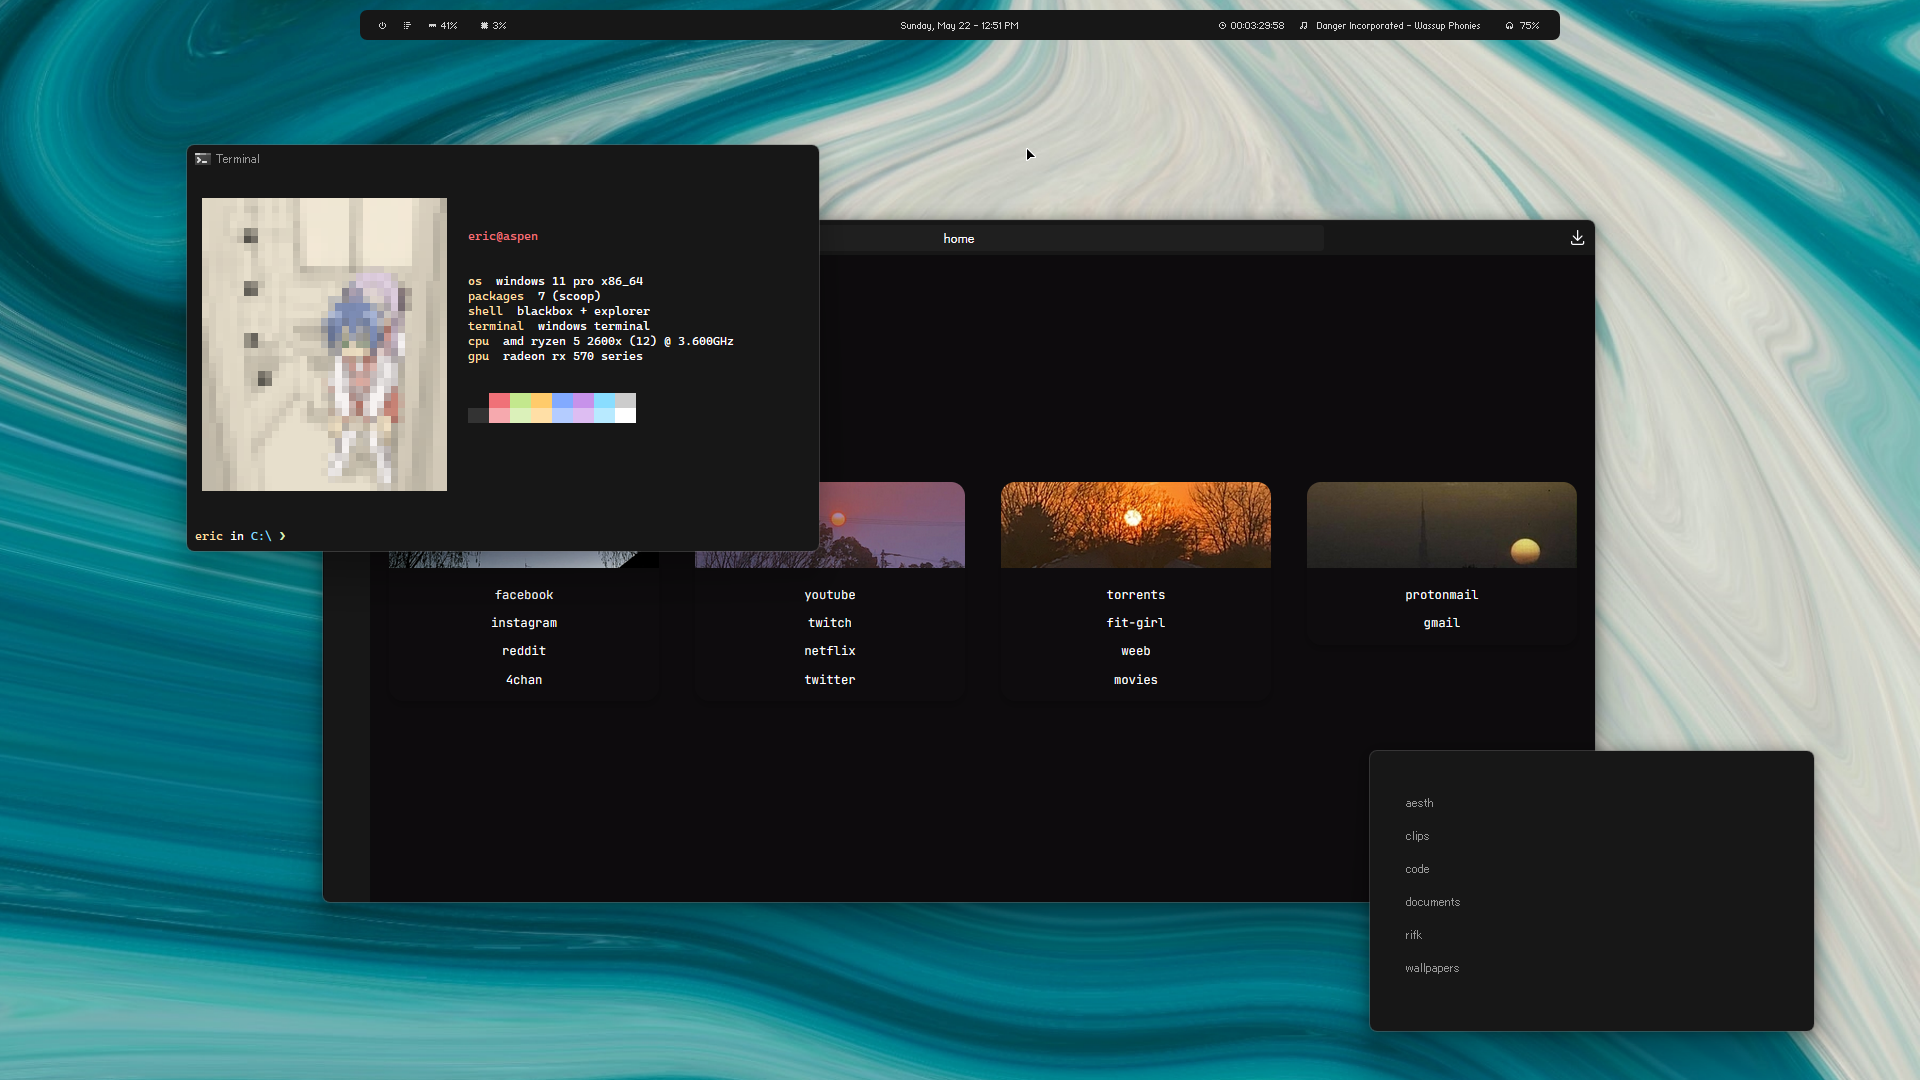 41% 3% Sunday, May 22 - 12:51 PM 00:03:29:58 Danger Incorporated - Wassup Phonies 75%
Terminal
eric@aspen
os windows 11 pro x86_64
packages 7 (scoop)
shell blackbox + explorer
terminal windows terminal
cpu amd ryzen 5 2600x (12) @ 3.600GHz
gpu radeon rx 570 series
eric in C:\ ❯
home
facebook
instagram
reddit
4chan
youtube
twitch
netflix
twitter
torrents
fit-girl
weeb
movies
protonmail
gmail
aesth
clips
code
documents
rifk
wallpapers